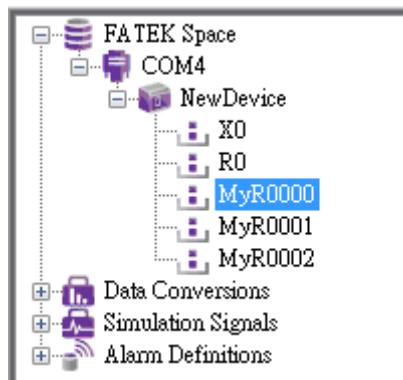 FATEK Space
COM4
NewDevice
X0
R0
MyR0000
MyR0001
MyR0002
Data Conversions
Simulation Signals
Alarm Definitions